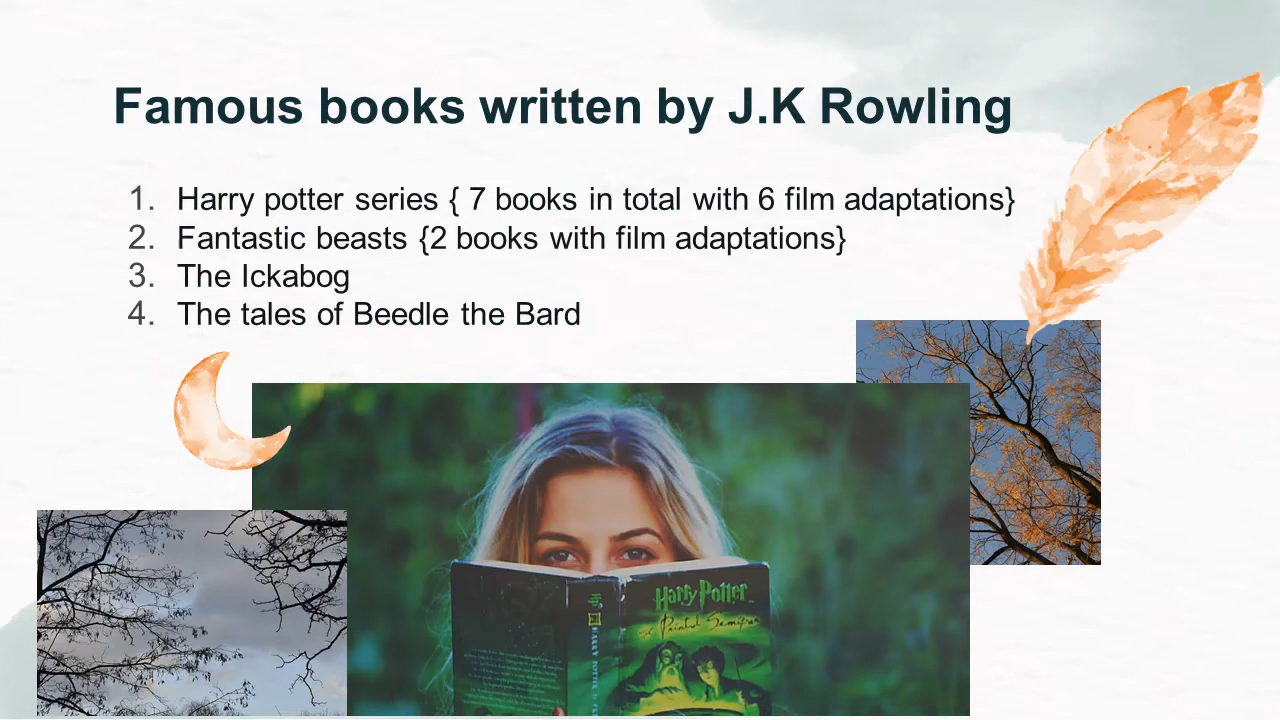 Famous books written by J.K Rowling
1. Harry potter series { 7 books in total with 6 film adaptations}
2. Fantastic beasts {2 books with film adaptations}
3. The Ickabog
4. The tales of Beedle the Bard
Harry Potter